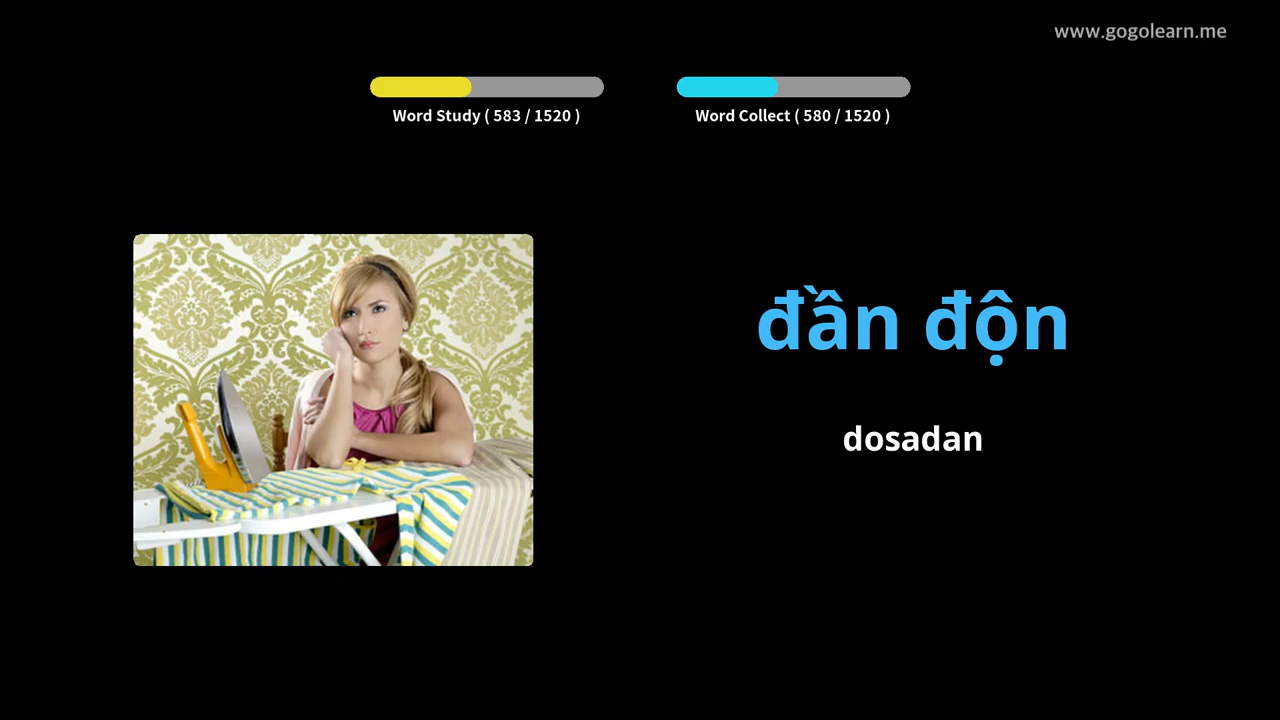 www.gogolearn.me
Word Study ( 583 / 1520 )
Word Collect ( 580 / 1520 )
đần độn
dosadan